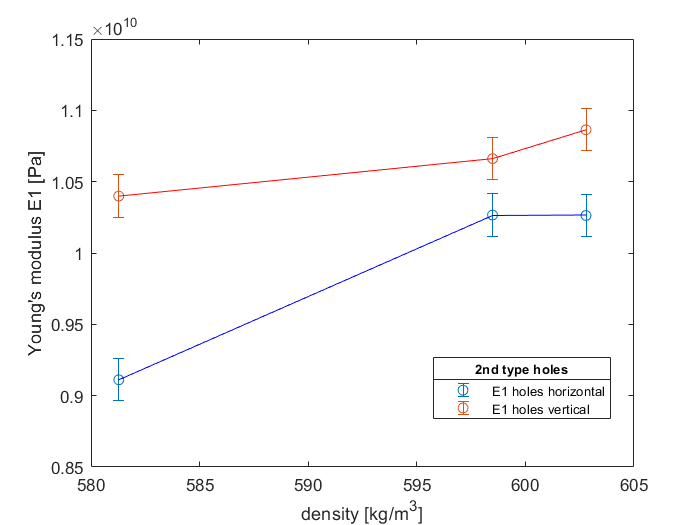 ×10^10
1.15
1.1
1.05
1
0.95
0.9
0.85
Young's modulus E1 [Pa]
2nd type holes
E1 holes horizontal
E1 holes vertical
580 585 590 595 600 605
density [kg/m^3]